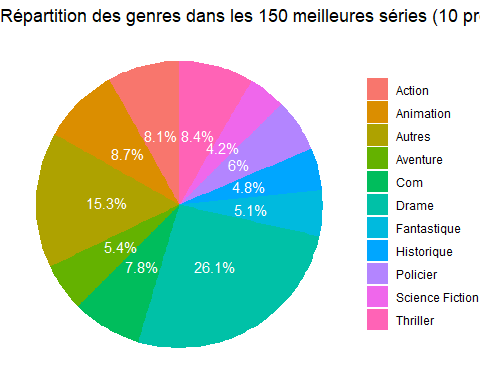 Répartition des genres dans les 150 meilleures séries (10 pr
8.1%
8.4%
4.2%
8.7%
6%
4.8%
15.3%
5.1%
5.4%
7.8%
26.1%
Action
Animation
Autres
Aventure
Com
Drame
Fantastique
Historique
Policier
Science Fiction
Thriller